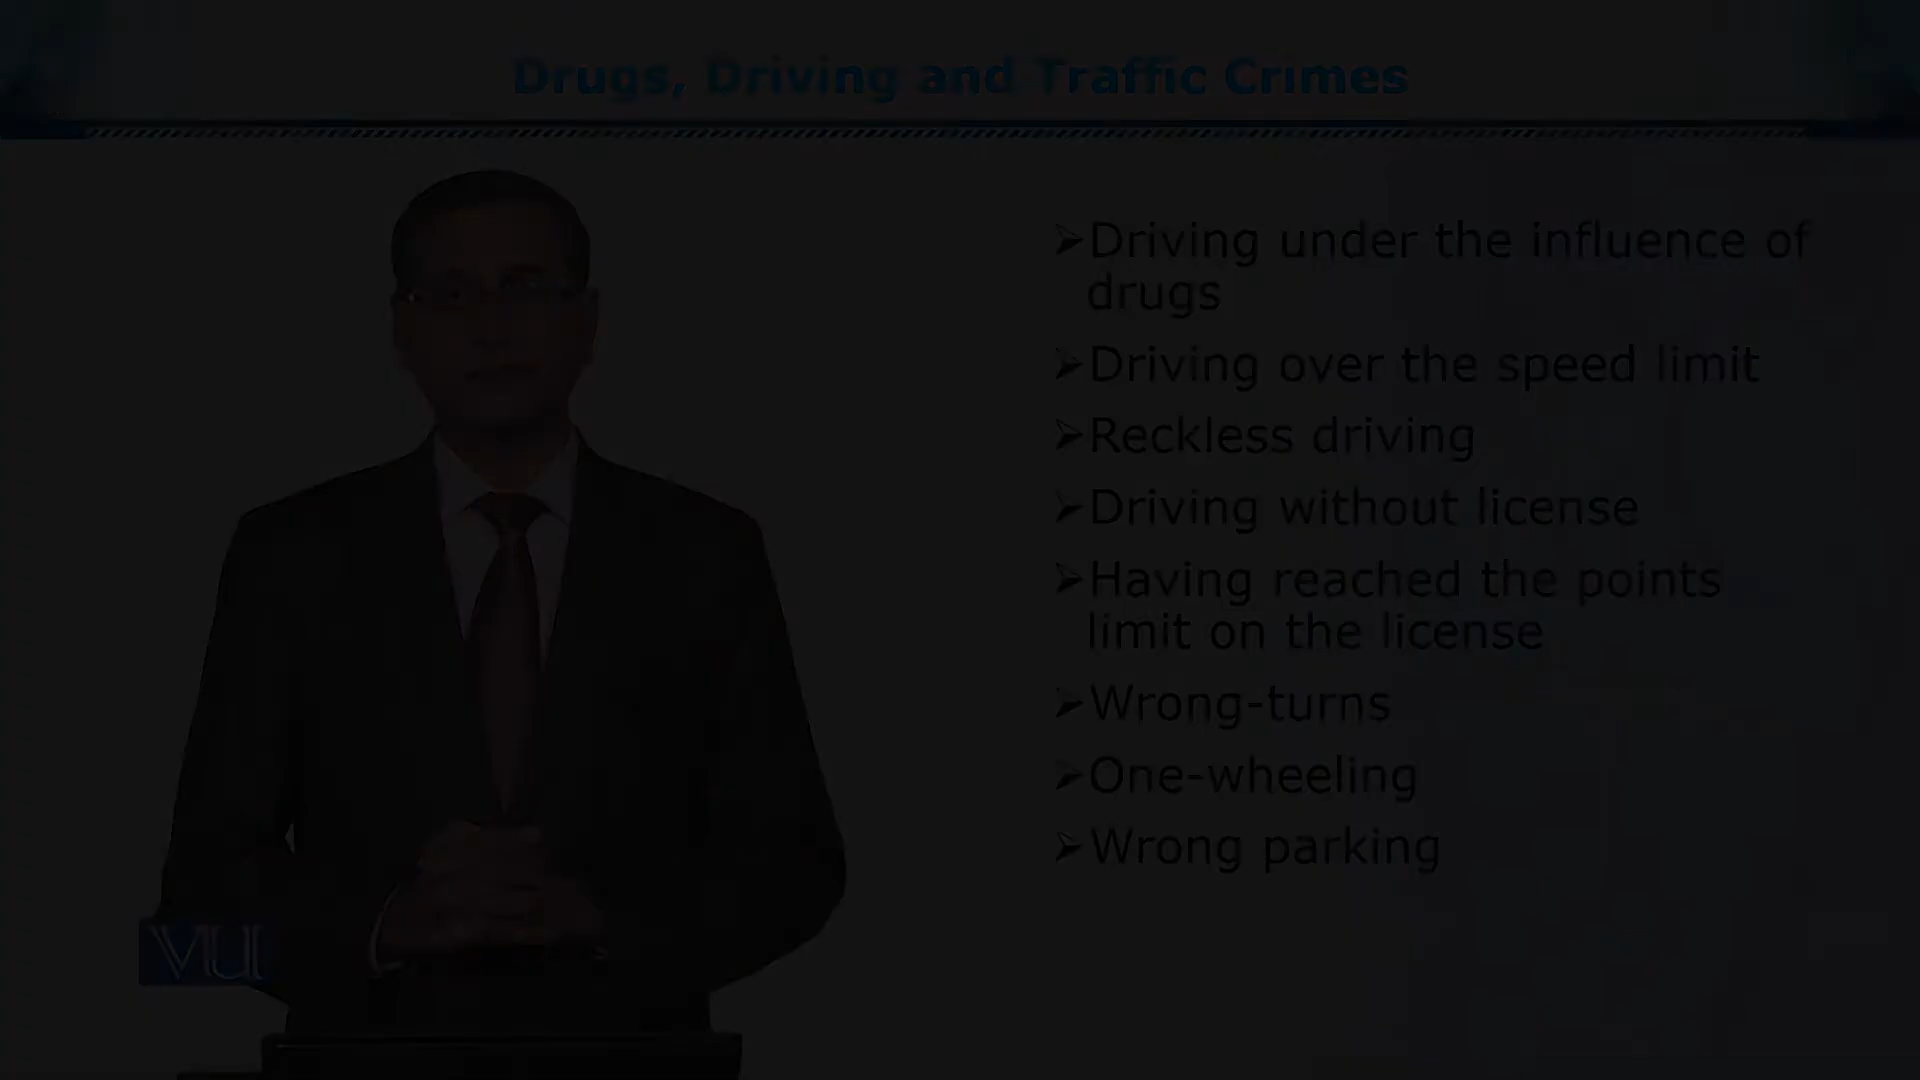 Drugs, Driving and Traffic Crimes
➢Driving under the influence of
drugs
➢Driving over the speed limit
➢Reckless driving
➢Driving without license
➢Having reached the points
limit on the license
➢Wrong-turns
➢One-wheeling
➢Wrong parking
VU